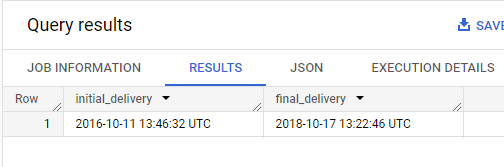 Query results
SAVE
JOB INFORMATION RESULTS JSON EXECUTION DETAILS
Row initial_delivery final_delivery
1 2016-10-11 13:46:32 UTC 2018-10-17 13:22:46 UTC